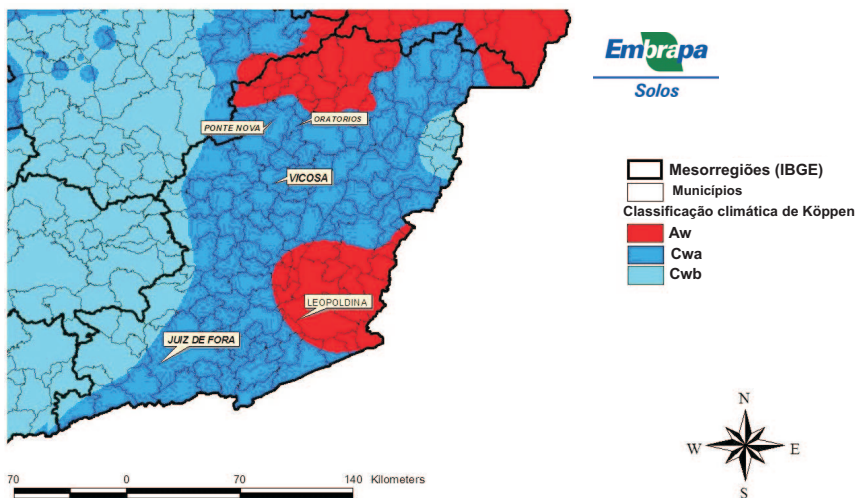 Embrapa
Solos
PONTE NOVA
ORATORIOS
VICOSA
LEOPOLDINA
JUIZ DE FORA
Mesorregiões (IBGE)
Municípios
Classificação climática de Köppen
Aw
Cwa
Cwb
N
W
E
S
70
0
70
140
Kilometers